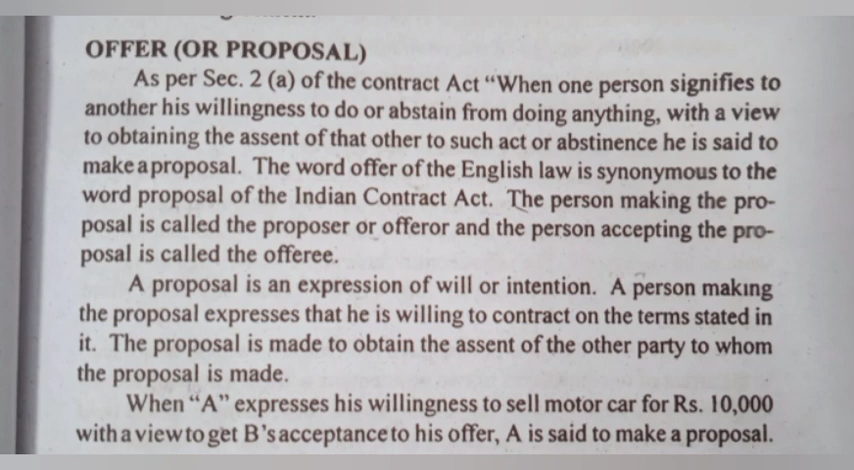 OFFER (OR PROPOSAL)
As per Sec. 2 (a) of the contract Act “When one person signifies to
another his willingness to do or abstain from doing anything, with a view
to obtaining the assent of that other to such act or abstinence he is said to
make a proposal. The word offer of the English law is synonymous to the
word proposal of the Indian Contract Act. The person making the pro-
posal is called the proposer or offeror and the person accepting the pro-
posal is called the offeree.
A proposal is an expression of will or intention. A person making
the proposal expresses that he is willing to contract on the terms stated in
it. The proposal is made to obtain the assent of the other party to whom
the proposal is made.
When “A” expresses his willingness to sell motor car for Rs. 10,000
with a view to get B’s acceptance to his offer, A is said to make a proposal.